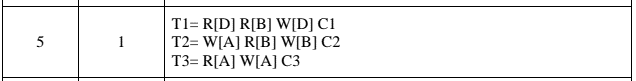 5 1 T1= R[D] R[B] W[D] C1
T2= W[A] R[B] W[B] C2
T3= R[A] W[A] C3